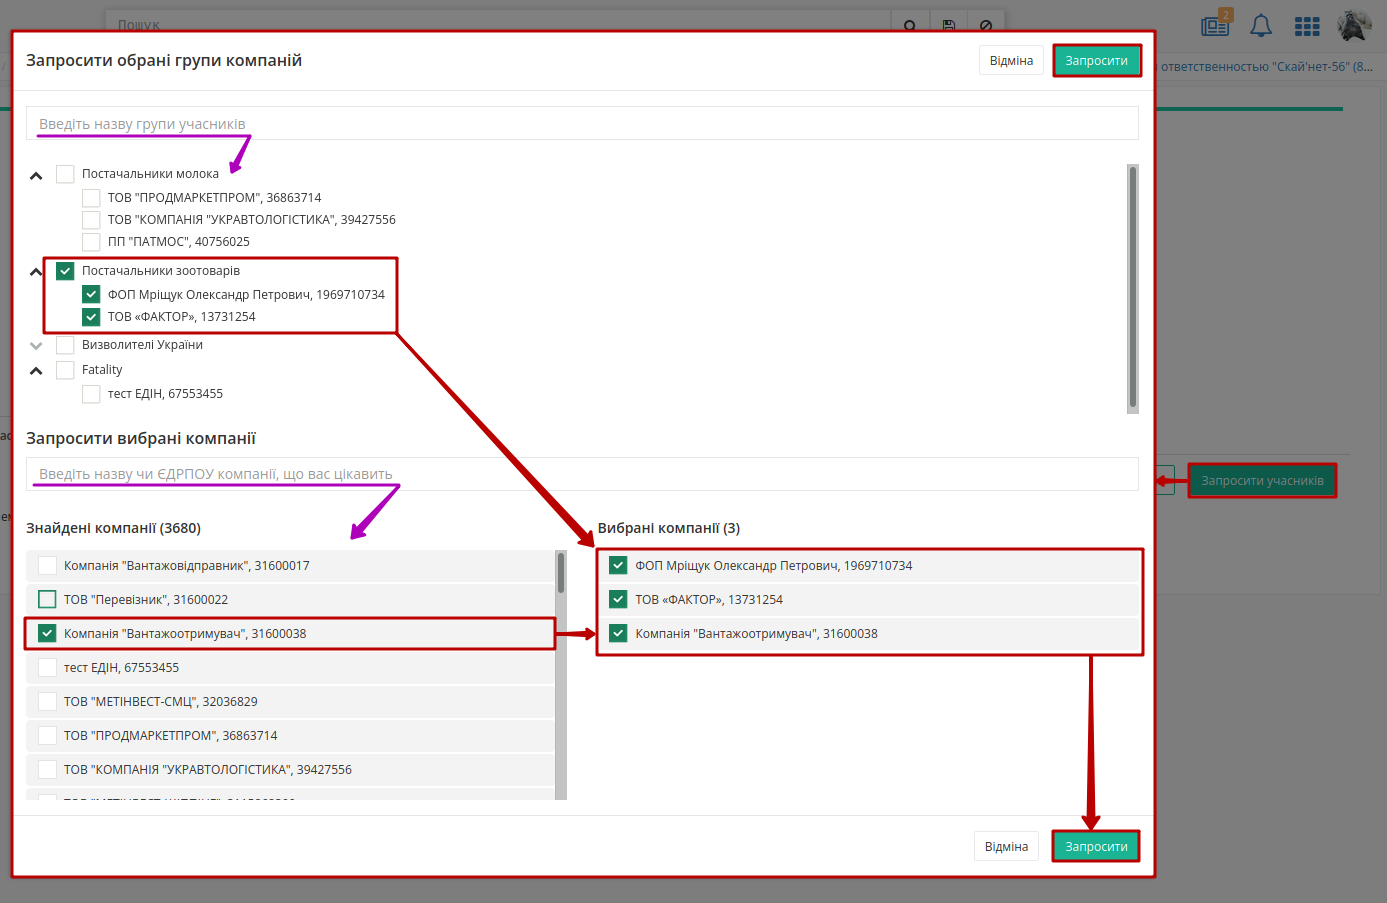 Пошук
2
Запросити обрані групи компаній
Відміна
Запросити
/
ответственностью "Скай'нет-56" (8...
Введіть назву групи учасників
Постачальники молока
ТОВ "ПРОДМАРКЕТПРОМ", 36863714
ТОВ "КОМПАНІЯ "УКРАВТОЛОГІСТИКА", 39427556
ПП "ПАТМОС", 40756025
Постачальники зоотоварів
ФОП Мріщук Олександр Петрович, 1969710734
ТОВ «ФАКТОР», 13731254
Визволителі України
Fatality
тест ЕДІН, 67553455
Запросити вибрані компанії
Введіть назву чи ЄДРПОУ компанії, що вас цікавить
Запросити учасників
Знайдені компанії (3680)
Компанія "Вантажовідправник", 31600017
ТОВ "Перевізник", 31600022
Компанія "Вантажоотримувач", 31600038
тест ЕДІН, 67553455
ТОВ "МЕТІНВЕСТ-СМЦ", 32036829
ТОВ "ПРОДМАРКЕТПРОМ", 36863714
ТОВ "КОМПАНІЯ "УКРАВТОЛОГІСТИКА", 39427556
Вибрані компанії (3)
ФОП Мріщук Олександр Петрович, 1969710734
ТОВ «ФАКТОР», 13731254
Компанія "Вантажоотримувач", 31600038
Відміна
Запросити